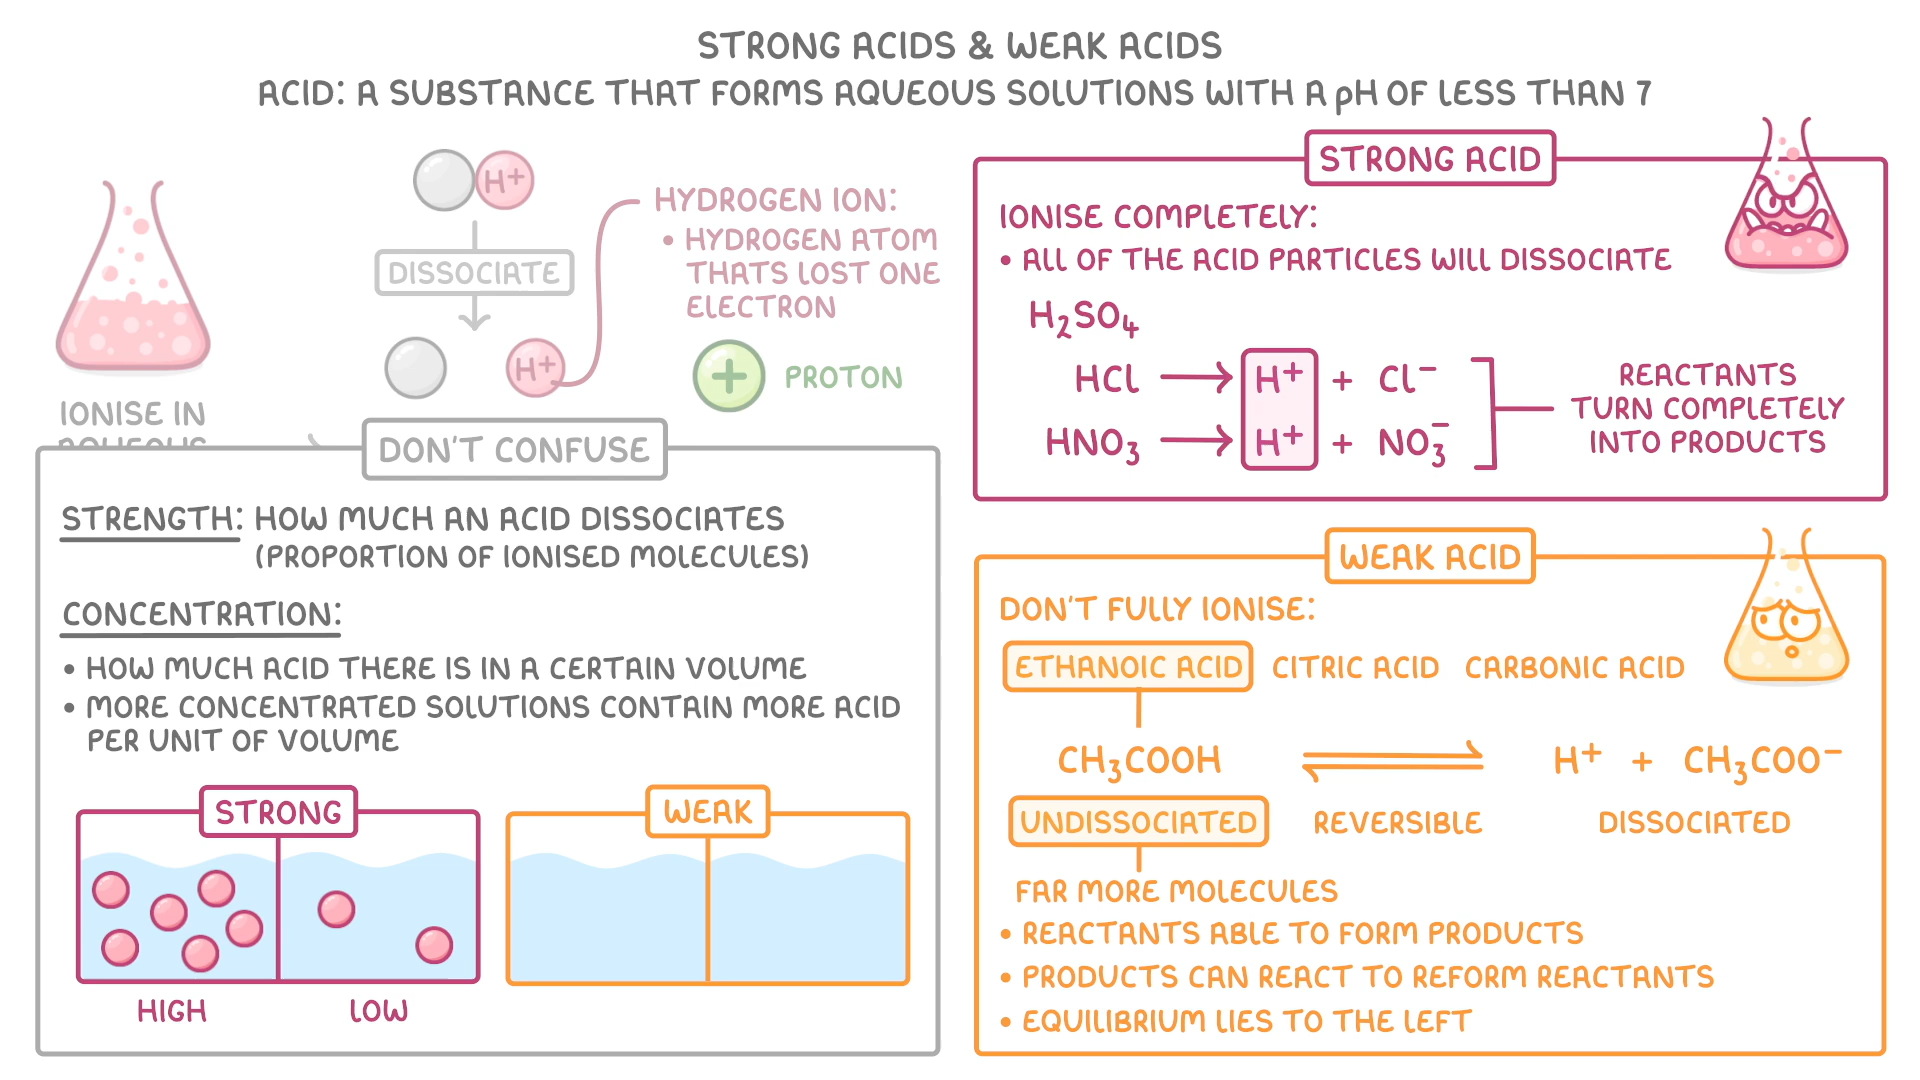 STRONG ACIDS & WEAK ACIDS
ACID: A SUBSTANCE THAT FORMS AQUEOUS SOLUTIONS WITH A pH OF LESS THAN 7
H⁺
DISSOCIATE
H⁺
HYDROGEN ION:
• HYDROGEN ATOM
THATS LOST ONE
ELECTRON
+ PROTON
IONISE IN
AQUEOUS
DON'T CONFUSE
STRENGTH: HOW MUCH AN ACID DISSOCIATES
(PROPORTION OF IONISED MOLECULES)
CONCENTRATION:
• HOW MUCH ACID THERE IS IN A CERTAIN VOLUME
• MORE CONCENTRATED SOLUTIONS CONTAIN MORE ACID
PER UNIT OF VOLUME
STRONG
HIGH LOW
WEAK
STRONG ACID
IONISE COMPLETELY:
• ALL OF THE ACID PARTICLES WILL DISSOCIATE
H₂SO₄
HCl → H⁺ + Cl⁻
HNO₃ → H⁺ + NO₃⁻
REACTANTS
TURN COMPLETELY
INTO PRODUCTS
WEAK ACID
DON'T FULLY IONISE:
ETHANOIC ACID CITRIC ACID CARBONIC ACID
CH₃COOH ⇌ H⁺ + CH₃COO⁻
UNDISSOCIATED REVERSIBLE DISSOCIATED
FAR MORE MOLECULES
• REACTANTS ABLE TO FORM PRODUCTS
• PRODUCTS CAN REACT TO REFORM REACTANTS
• EQUILIBRIUM LIES TO THE LEFT